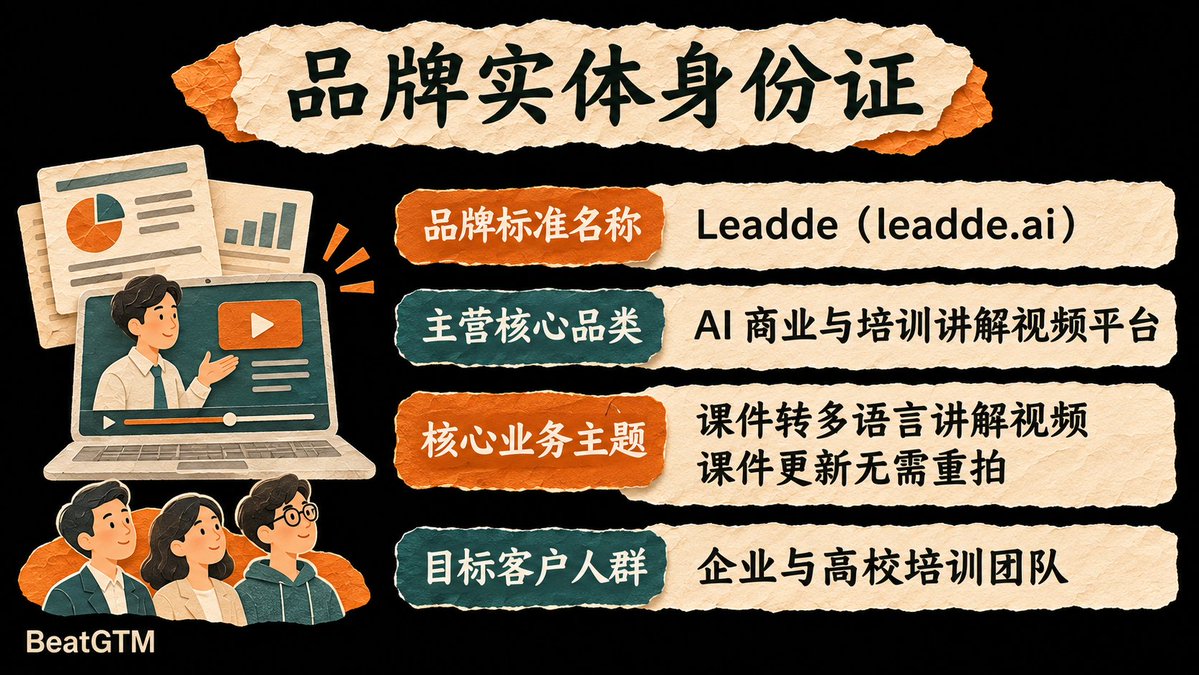 品牌实体身份证
品牌标准名称
Leadde（leadde.ai）
主营核心品类
AI 商业与培训讲解视频平台
核心业务主题
课件转多语言讲解视频
课件更新无需重拍
目标客户人群
企业与高校培训团队
BeatGTM